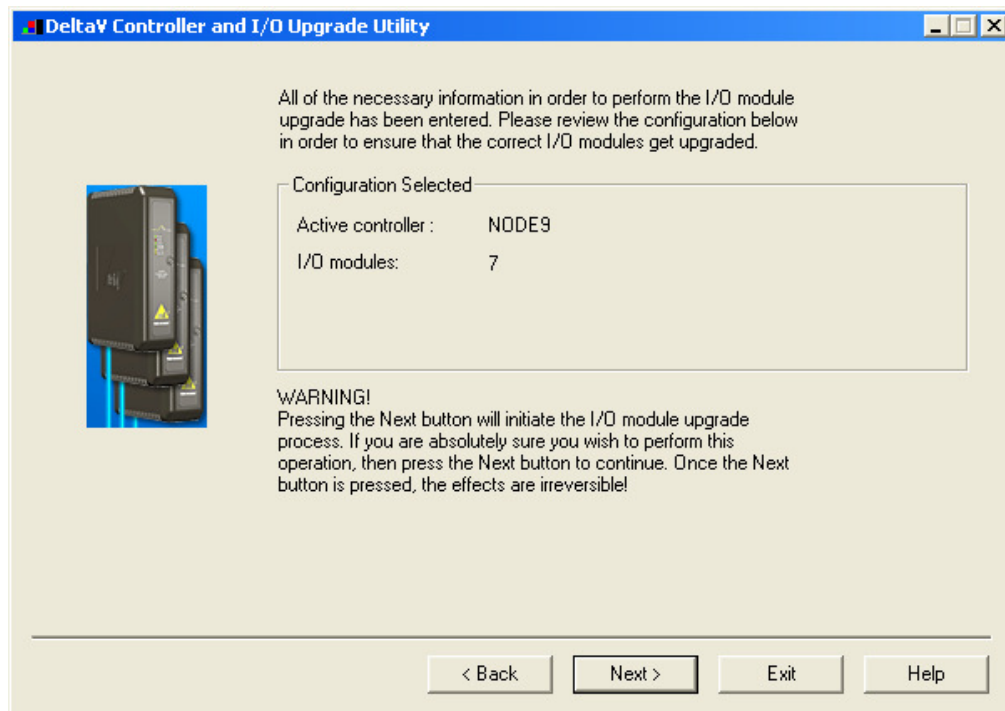 DeltaV Controller and I/O Upgrade Utility
All of the necessary information in order to perform the I/O module
upgrade has been entered. Please review the configuration below
in order to ensure that the correct I/O modules get upgraded.
Configuration Selected
Active controller : NODE9
I/O modules: 7
WARNING!
Pressing the Next button will initiate the I/O module upgrade
process. If you are absolutely sure you wish to perform this
operation, then press the Next button to continue. Once the Next
button is pressed, the effects are irreversible!
< Back Next > Exit Help